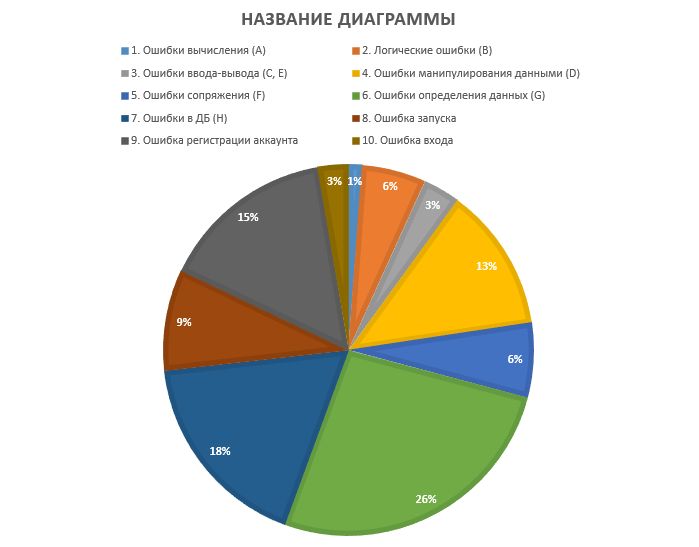 НАЗВАНИЕ ДИАГРАММЫ
1. Ошибки вычисления (A) 2. Логические ошибки (B)
3. Ошибки ввода-вывода (C, E) 4. Ошибки манипулирования данными (D)
5. Ошибки сопряжения (F) 6. Ошибки определения данных (G)
7. Ошибки в ДБ (H) 8. Ошибка запуска
9. Ошибка регистрации аккаунта 10. Ошибка входа
3% 1% 6%
3%
15%
13%
9%
6%
18%
26%